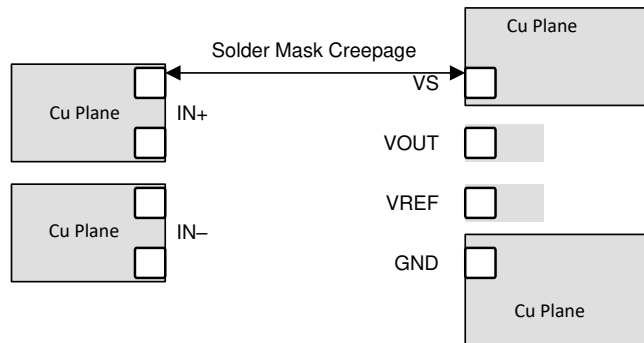 Cu Plane
Solder Mask Creepage
VS
Cu Plane
IN+
VOUT
VREF
Cu Plane
IN–
GND
Cu Plane